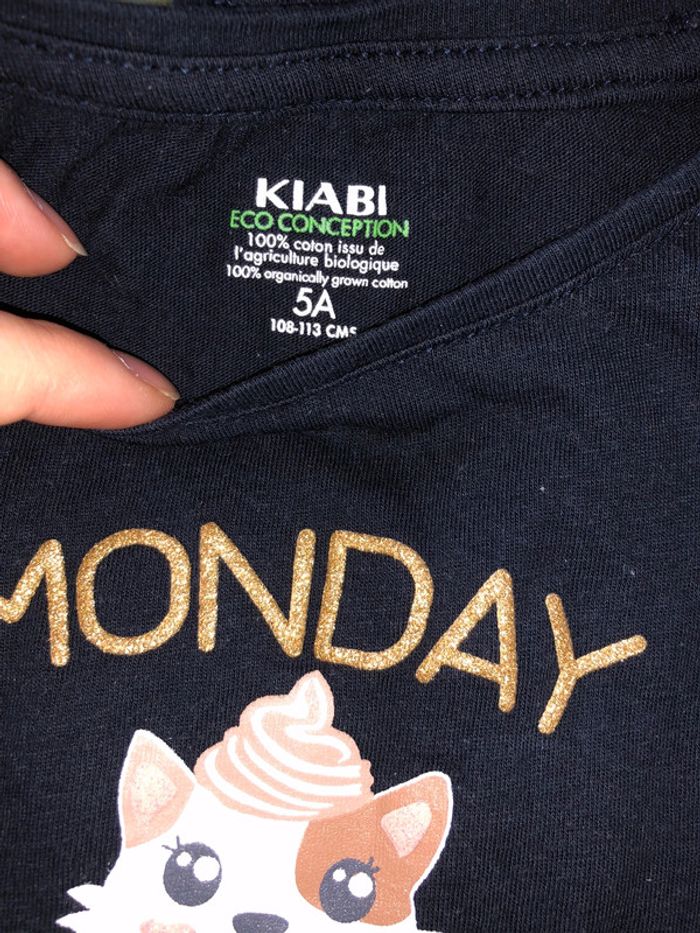 KIABI
ECO CONCEPTION
100% coton issu de
l'agriculture biologique
100% organically grown cotton
5A
108-113 CMS
MONDAY